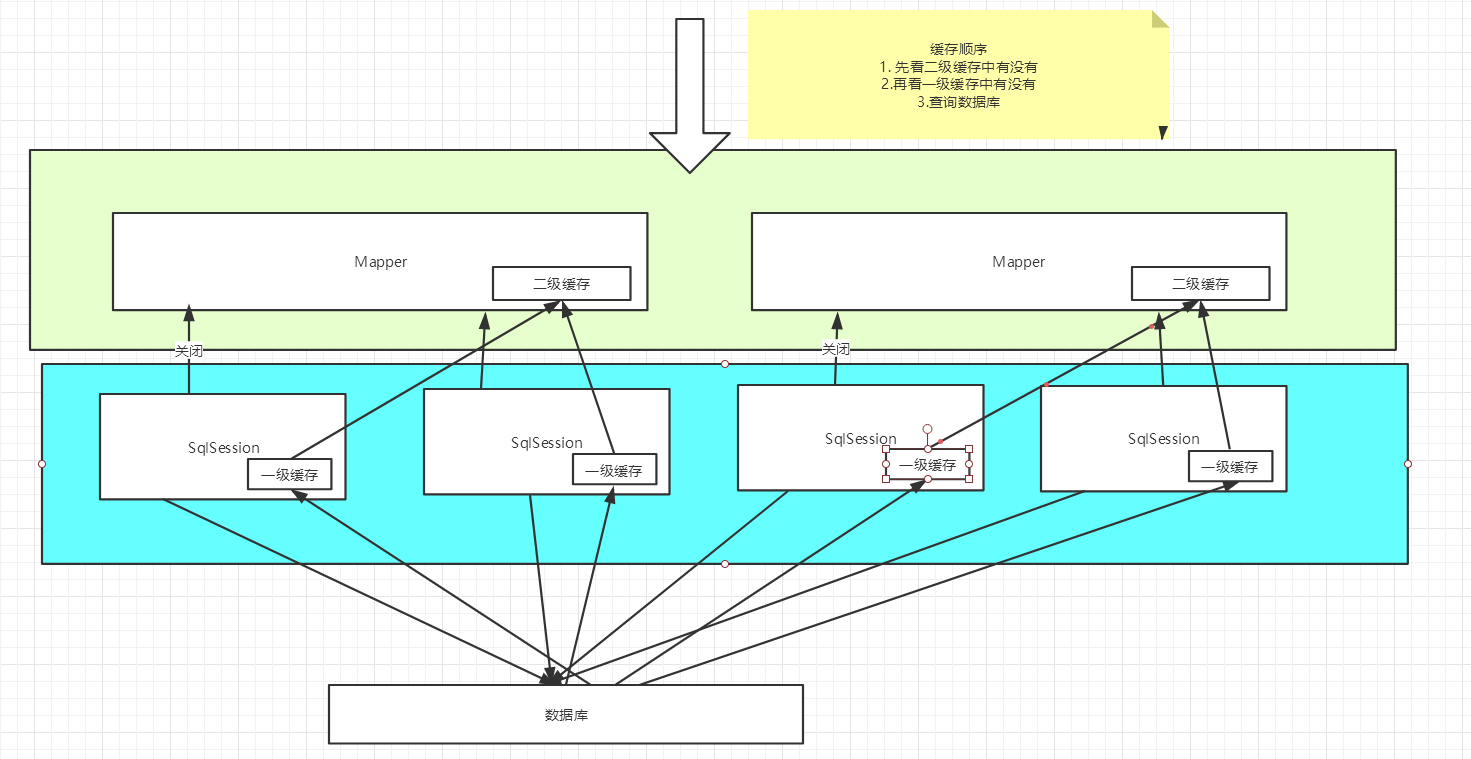 缓存顺序
1. 先看二级缓存中有没有
2.再看一级缓存中有没有
3.查询数据库
Mapper
二级缓存
Mapper
二级缓存
关闭
关闭
SqlSession
一级缓存
SqlSession
一级缓存
SqlSession
一级缓存
SqlSession
一级缓存
数据库